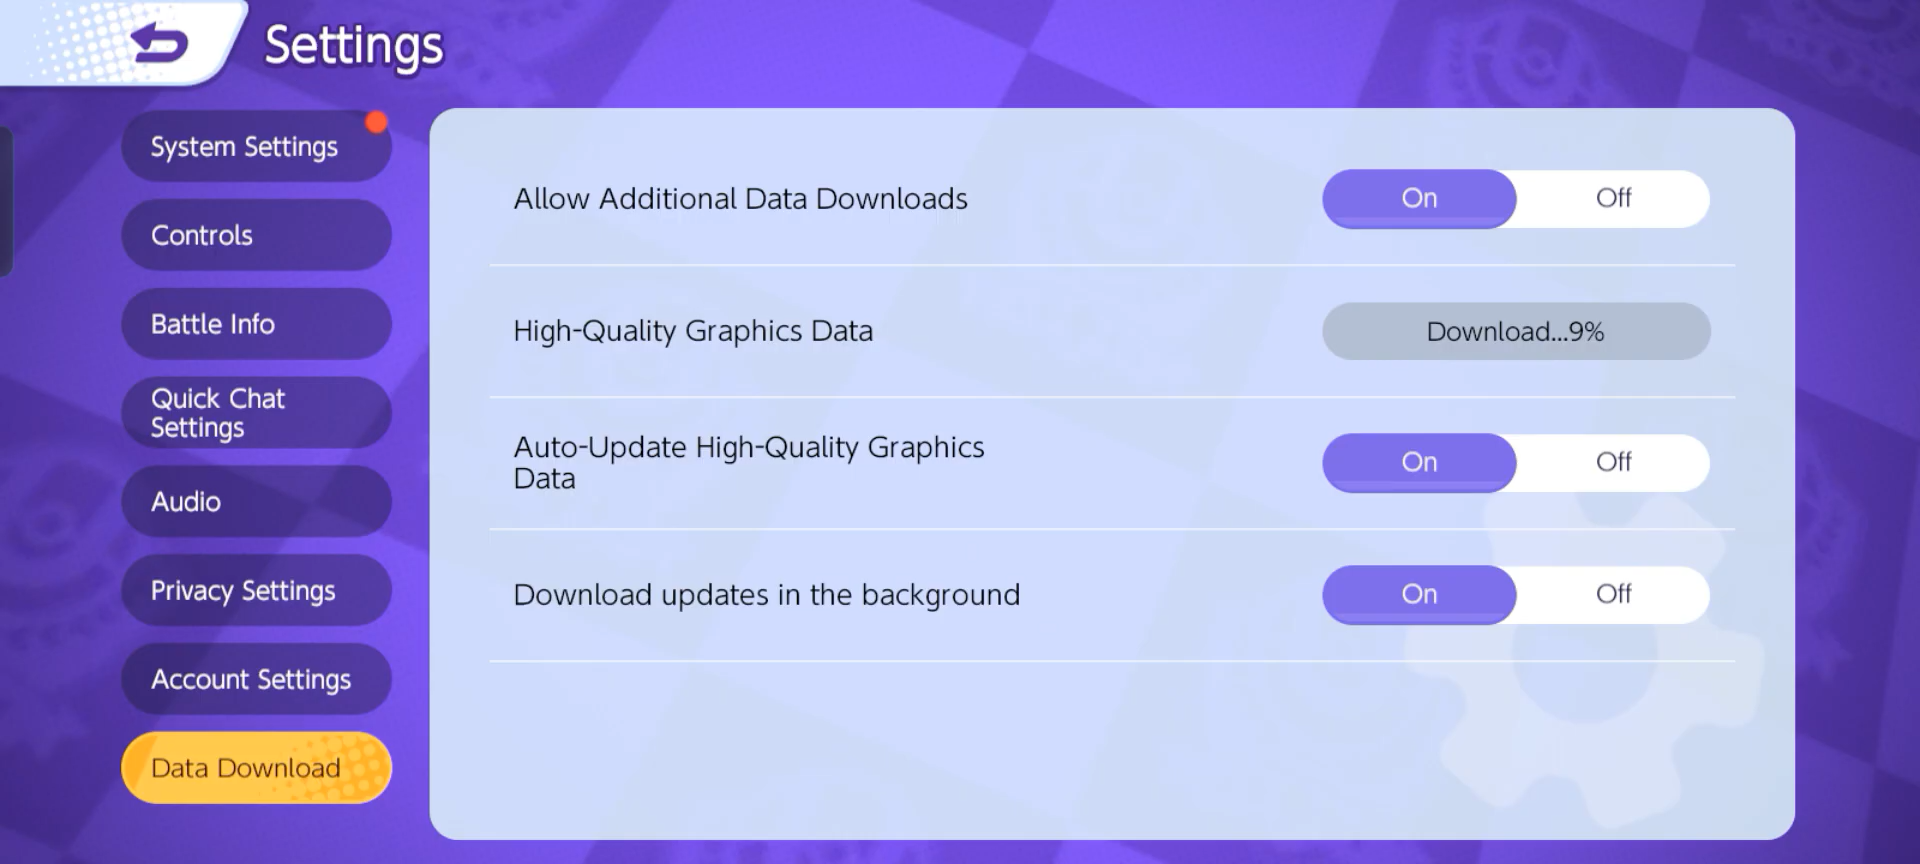 Settings
System Settings
Controls
Battle Info
Quick Chat
Settings
Audio
Privacy Settings
Account Settings
Data Download
Allow Additional Data Downloads
On
Off
High-Quality Graphics Data
Download...9%
Auto-Update High-Quality Graphics
Data
On
Off
Download updates in the background
On
Off